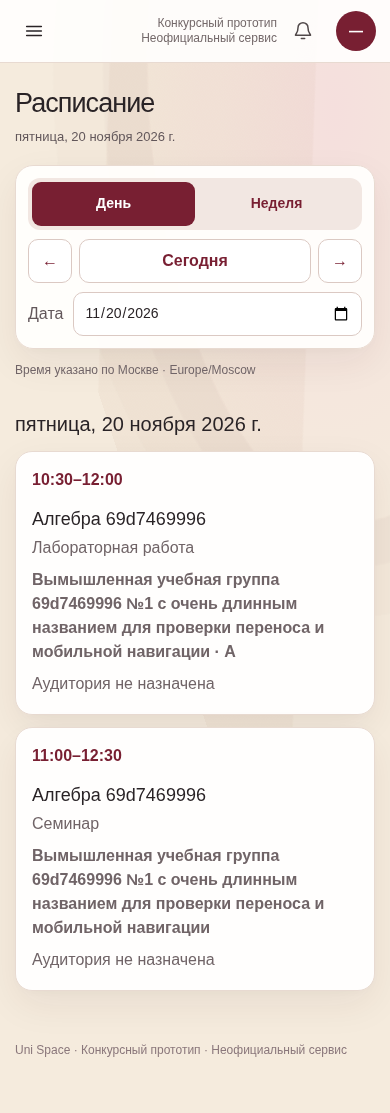 Конкурсный прототип
Неофициальный сервис
—
Расписание
пятница, 20 ноября 2026 г.
День
Неделя
←
Сегодня
→
Дата
11/20/2026
Время указано по Москве · Europe/Moscow
пятница, 20 ноября 2026 г.
10:30–12:00
Алгебра 69d7469996
Лабораторная работа
Вымышленная учебная группа
69d7469996 №1 с очень длинным
названием для проверки переноса и
мобильной навигации · А
Аудитория не назначена
11:00–12:30
Алгебра 69d7469996
Семинар
Вымышленная учебная группа
69d7469996 №1 с очень длинным
названием для проверки переноса и
мобильной навигации
Аудитория не назначена
Uni Space · Конкурсный прототип · Неофициальный сервис